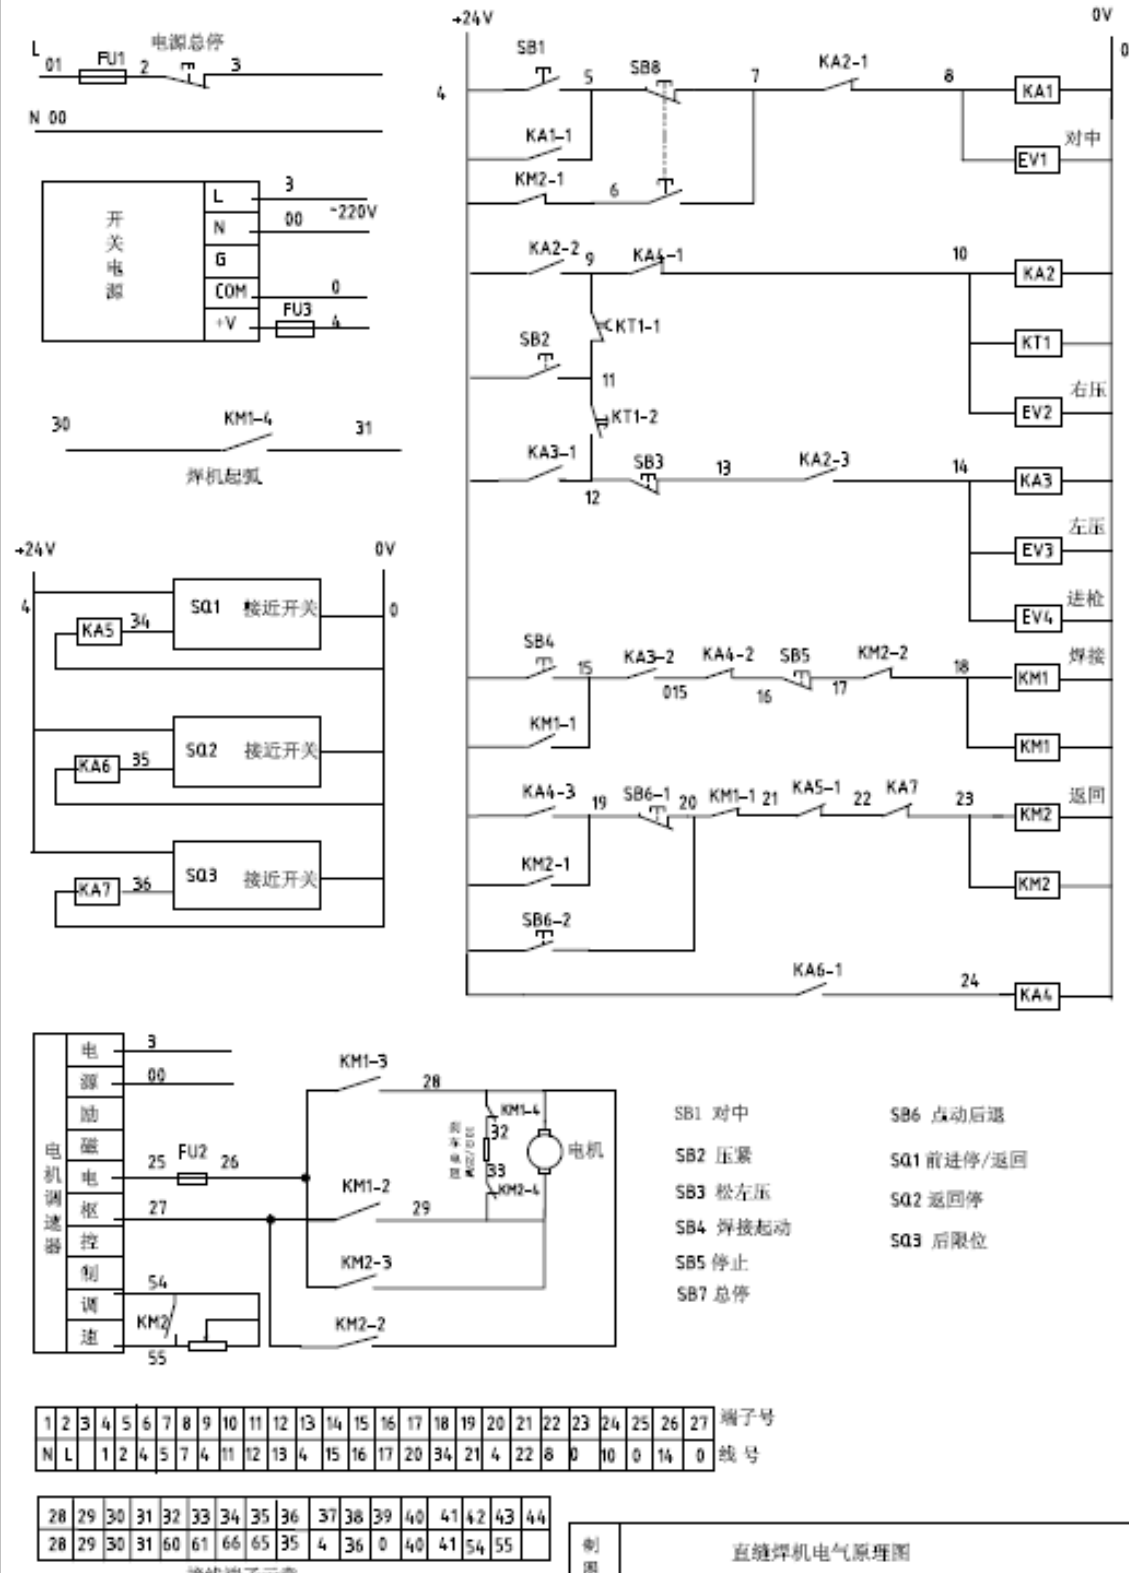 电源总停
L
01
FU1
2
3
N 00
开关电源
L
3
N
00
~220V
G
COM
0
+V
FU3
4
30
KM1-4
31
焊机起弧
+24V
0V
4
0
SQ1 接近开关
KA5
34
SQ2 接近开关
KA6
35
SQ3 接近开关
KA7
36
+24V
0V
0
4
SB1
5
SB8
7
KA2-1
8
KA1
KA1-1
对中
EV1
KM2-1
6
KA2-2
9
KA4-1
10
KA2
KT1-1
KT1
SB2
11
右压
EV2
KT1-2
KA3-1
12
SB3
13
KA2-3
14
KA3
左压
EV3
进枪
EV4
SB4
15
KA3-2
015
KA4-2
16
SB5
17
KM2-2
18
焊接
KM1
KM1-1
KM1
KA4-3
19
SB6-1
20
KM1-1
21
KA5-1
22
KA7
23
返回
KM2
KM2-1
KM2
SB6-2
KA6-1
24
KA4
电机调速器
电
3
源
00
励
磁
电
25
FU2
26
枢
27
控
制
调
54
速
KM2
55
KM1-3
28
KM1-4
32
33
KM2-4
电机
KM1-2
29
KM2-3
KM2-2
SB1 对中
SB2 压紧
SB3 松左压
SB4 焊接起动
SB5 停止
SB7 总停
SB6 点动后退
SQ1 前进停/返回
SQ2 返回停
SQ3 后限位
1 2 3 4 5 6 7 8 9 10 11 12 13 14 15 16 17 18 19 20 21 22 23 24 25 26 27 端子号
N L 1 2 4 5 7 4 11 12 13 4 15 16 17 20 34 21 4 22 8 0 10 0 14 0 线号
28 29 30 31 32 33 34 35 36 37 38 39 40 41 42 43 44
28 29 30 31 60 61 66 65 35 4 36 0 40 41 54 55
制图
直缝焊机电气原理图